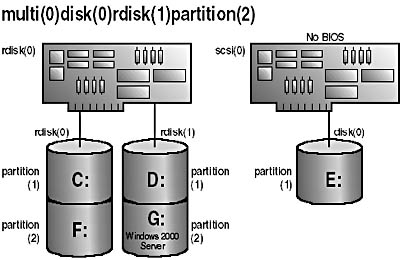 multi(0)disk(0)rdisk(1)partition(2)
No BIOS
rdisk(0)
scsi(0)
rdisk(0)
rdisk(1)
disk(0)
partition
(1)
C:
D:
partition
(1)
partition
(1)
E:
partition
(2)
F:
G:
Windows 2000
Server
partition
(2)